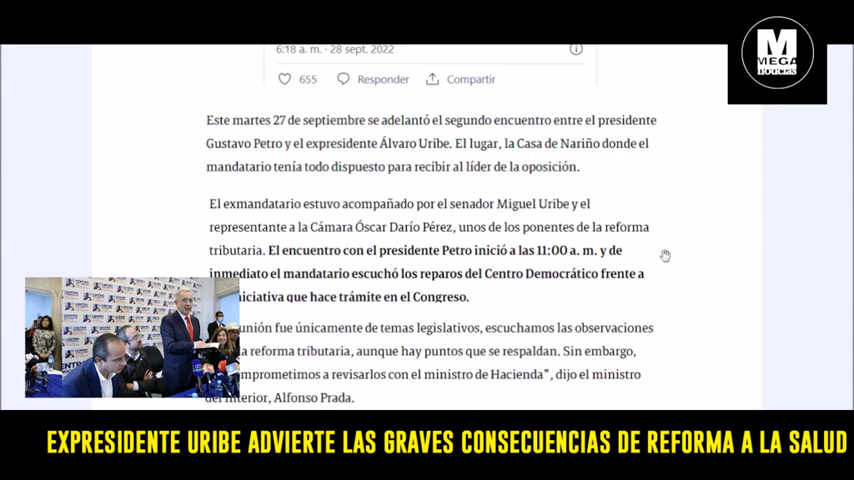 6:18 a. m. · 28 sept. 2022
655 Responder Compartir
MEGA
noticias
Este martes 27 de septiembre se adelantó el segundo encuentro entre el presidente
Gustavo Petro y el expresidente Álvaro Uribe. El lugar, la Casa de Nariño donde el
mandatario tenía todo dispuesto para recibir al líder de la oposición.
El exmandatario estuvo acompañado por el senador Miguel Uribe y el
representante a la Cámara Óscar Darío Pérez, unos de los ponentes de la reforma
tributaria. El encuentro con el presidente Petro inició a las 11:00 a. m. y de
inmediato el mandatario escuchó los reparos del Centro Democrático frente a
iniciativa que hace trámite en el Congreso.
unión fue únicamente de temas legislativos, escuchamos las observaciones
a reforma tributaria, aunque hay puntos que se respaldan. Sin embargo,
omprometimos a revisarlos con el ministro de Hacienda”, dijo el ministro
del Interior, Alfonso Prada.
EXPRESIDENTE URIBE ADVIERTE LAS GRAVES CONSECUENCIAS DE REFORMA A LA SALUD